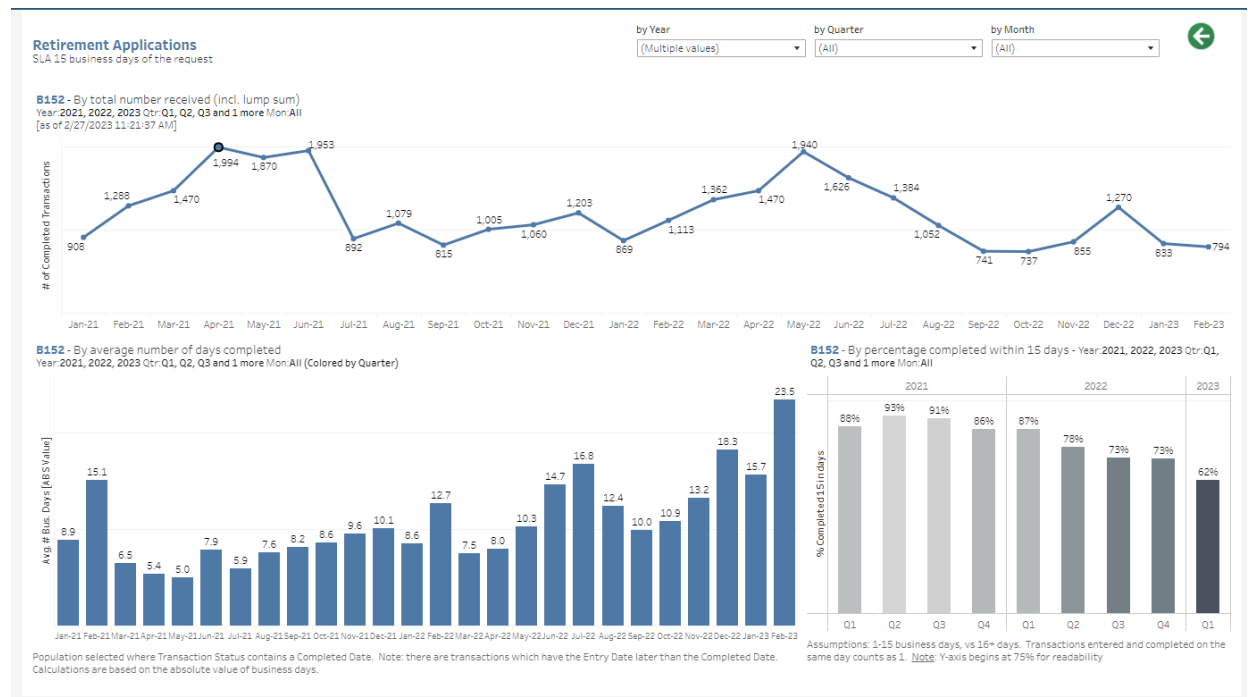 Retirement Applications
SLA 15 business days of the request
by Year
(Multiple values)
by Quarter
(All)
by Month
(All)
B152 - By total number received (incl. lump sum)
Year:2021, 2022, 2023 Qtr:Q1, Q2, Q3 and 1 more Mon:All
[as of 2/27/2023 11:21:37 AM]
# of Completed Transactions
908
1,288
1,470
1,994
1,870
1,953
892
1,079
815
1,005
1,060
1,203
869
1,113
1,362
1,470
1,940
1,626
1,384
1,052
741
737
855
1,270
833
794
Jan-21 Feb-21 Mar-21 Apr-21 May-21 Jun-21 Jul-21 Aug-21 Sep-21 Oct-21 Nov-21 Dec-21 Jan-22 Feb-22 Mar-22 Apr-22 May-22 Jun-22 Jul-22 Aug-22 Sep-22 Oct-22 Nov-22 Dec-22 Jan-23 Feb-23
B152 - By average number of days completed
Year:2021, 2022, 2023 Qtr:Q1, Q2, Q3 and 1 more Mon:All (Colored by Quarter)
Avg. # Bus. Days [ABS Value]
8.9
15.1
6.5
5.4
5.0
7.9
5.9
7.6
8.2
8.6
9.6
10.1
8.6
12.7
7.5
8.0
10.3
14.7
16.8
12.4
10.0
10.9
13.2
18.3
15.7
23.5
Jan-21 Feb-21 Mar-21 Apr-21 May-21 Jun-21 Jul-21 Aug-21 Sep-21 Oct-21 Nov-21 Dec-21 Jan-22 Feb-22 Mar-22 Apr-22 May-22 Jun-22 Jul-22 Aug-22 Sep-22 Oct-22 Nov-22 Dec-22 Jan-23 Feb-23
Population selected where Transaction Status contains a Completed Date. Note: there are transactions which have the Entry Date later than the Completed Date.
Calculations are based on the absolute value of business days.
B152 - By percentage completed within 15 days - Year:2021, 2022, 2023 Qtr:Q1,
Q2, Q3 and 1 more Mon:All
2021 2022 2023
% Completed 15 in days
88%
93%
91%
86%
87%
78%
73%
73%
62%
Q1 Q2 Q3 Q4 Q1 Q2 Q3 Q4 Q1
Assumptions: 1-15 business days, vs 16+ days. Transactions entered and completed on the
same day counts as 1. Note: Y-axis begins at 75% for readability